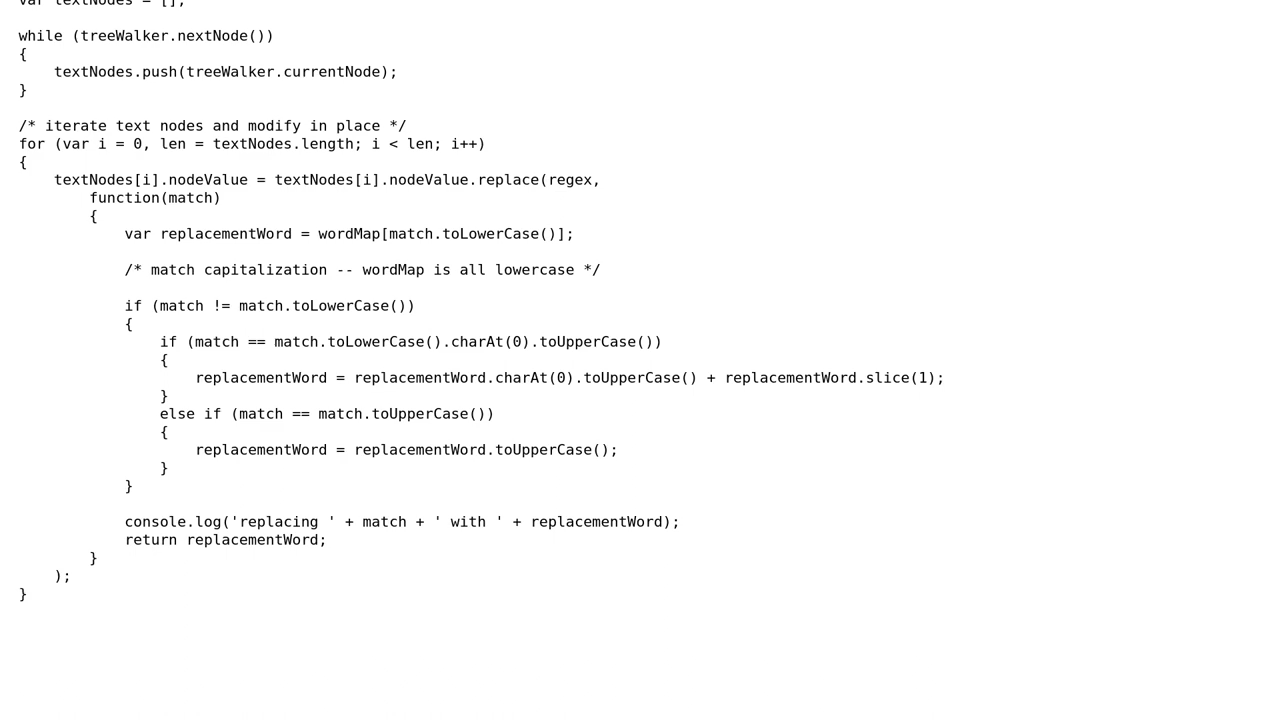 var textNodes = [];
while (treeWalker.nextNode())
{
    textNodes.push(treeWalker.currentNode);
}
/* iterate text nodes and modify in place */
for (var i = 0, len = textNodes.length; i < len; i++)
{
    textNodes[i].nodeValue = textNodes[i].nodeValue.replace(regex,
        function(match)
        {
            var replacementWord = wordMap[match.toLowerCase()];
            /* match capitalization -- wordMap is all lowercase */
            if (match != match.toLowerCase())
            {
                if (match == match.toLowerCase().charAt(0).toUpperCase())
                {
                    replacementWord = replacementWord.charAt(0).toUpperCase() + replacementWord.slice(1);
                }
                else if (match == match.toUpperCase())
                {
                    replacementWord = replacementWord.toUpperCase();
                }
            }
            console.log('replacing ' + match + ' with ' + replacementWord);
            return replacementWord;
        }
    );
}